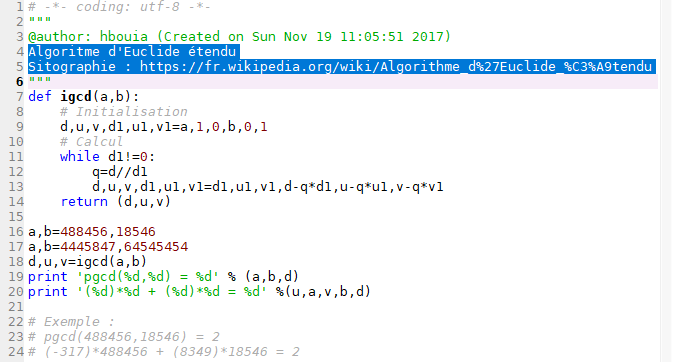 1 # -*- coding: utf-8 -*-
2 """
3 @author: hbouia (Created on Sun Nov 19 11:05:51 2017)
4 Algoritme d'Euclide étendu
5 Sitographie : https://fr.wikipedia.org/wiki/Algorithme_d%27Euclide_%C3%A9tendu
6 """
7 def igcd(a,b):
8     # Initialisation
9     d,u,v,d1,u1,v1=a,1,0,b,0,1
10     # Calcul
11     while d1!=0:
12         q=d//d1
13         d,u,v,d1,u1,v1=d1,u1,v1,d-q*d1,u-q*u1,v-q*v1
14     return (d,u,v)
15
16 a,b=488456,18546
17 a,b=4445847,64545454
18 d,u,v=igcd(a,b)
19 print 'pgcd(%d,%d) = %d' % (a,b,d)
20 print '(%d)*%d + (%d)*%d = %d' %(u,a,v,b,d)
21
22 # Exemple :
23 # pgcd(488456,18546) = 2
24 # (-317)*488456 + (8349)*18546 = 2